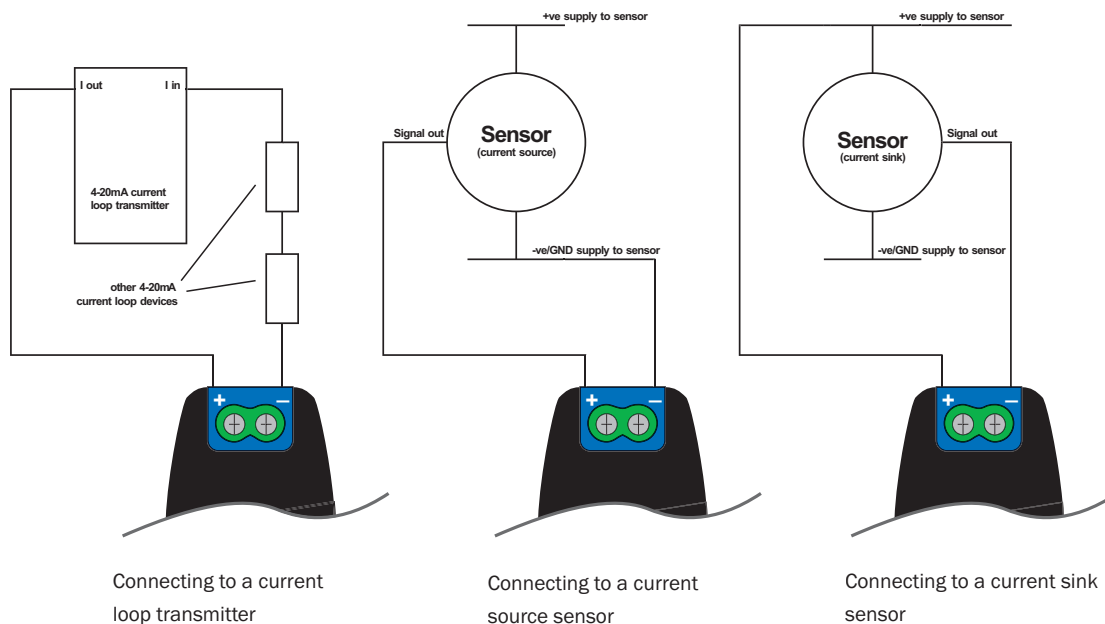 I out I in
4-20mA current
loop transmitter
other 4-20mA
current loop devices
+ −
Connecting to a current
loop transmitter
+ve supply to sensor
Signal out
Sensor
(current source)
-ve/GND supply to sensor
+ −
Connecting to a current
source sensor
+ve supply to sensor
Sensor
(current sink)
Signal out
-ve/GND supply to sensor
+ −
Connecting to a current sink
sensor